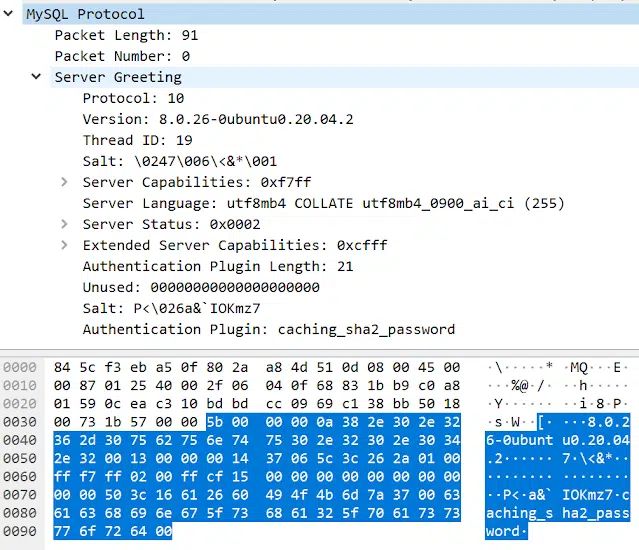 MySQL Protocol
Packet Length: 91
Packet Number: 0
Server Greeting
Protocol: 10
Version: 8.0.26-0ubuntu0.20.04.2
Thread ID: 19
Salt: \0247\006\<&*\001
Server Capabilities: 0xf7ff
Server Language: utf8mb4 COLLATE utf8mb4_0900_ai_ci (255)
Server Status: 0x0002
Extended Server Capabilities: 0xcfff
Authentication Plugin Length: 21
Unused: 00000000000000000000
Salt: P<\026a&`IOKmz7
Authentication Plugin: caching_sha2_password
0000 84 5c f3 eb a5 0f 80 2a a8 4d 51 0d 08 00 45 00 ·\·····* ·MQ···E·
0010 00 87 01 25 40 00 2f 06 04 0f 68 83 1b b9 c0 a8 ···%@·/· ··h·····
0020 01 59 0c ea c3 10 bd bd cc 09 69 c1 38 bb 50 18 ·Y······ ··i·8·P·
0030 00 73 1b 57 00 00 5b 00 00 00 0a 38 2e 30 2e 32 ·s·W··[· ···8.0.2
0040 36 2d 30 75 62 75 6e 74 75 30 2e 32 30 2e 30 34 6-0ubunt u0.20.04
0050 2e 32 00 13 00 00 00 14 37 06 5c 3c 26 2a 01 00 .2······ 7·\<&*··
0060 ff f7 ff 02 00 ff cf 15 00 00 00 00 00 00 00 00 ········ ········
0070 00 00 50 3c 16 61 26 60 49 4f 4b 6d 7a 37 00 63 ··P<·a&` IOKmz7·c
0080 61 63 68 69 6e 67 5f 73 68 61 32 5f 70 61 73 73 aching_s ha2_pass
0090 77 6f 72 64 00 word·